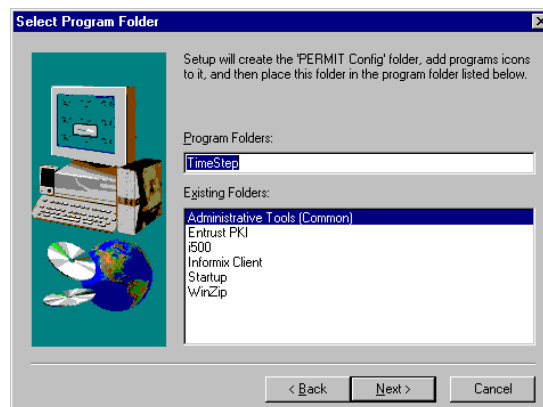 Select Program Folder
Setup will create the 'PERMIT Config' folder, add programs icons
to it, and then place this folder in the program folder listed below.
Program Folders:
TimeStep
Existing Folders:
Administrative Tools (Common)
Entrust PKI
i500
Informix Client
Startup
WinZip
< Back
Next >
Cancel